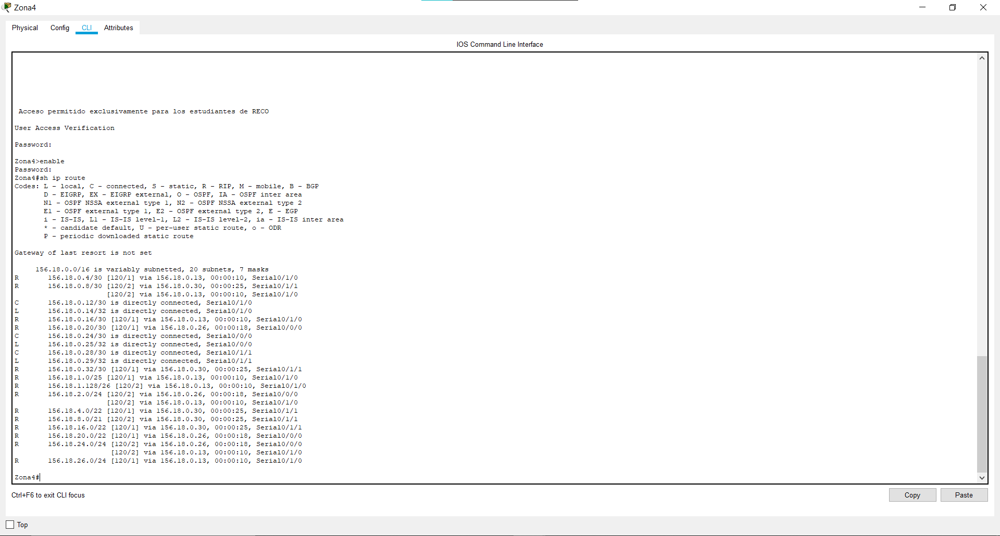 Zona4
Physical Config CLI Attributes
IOS Command Line Interface
Acceso permitido exclusivamente para los estudiantes de RECO
User Access Verification
Password:
Zona4>enable
Password:
Zona4#sh ip route
Codes: L - local, C - connected, S - static, R - RIP, M - mobile, B - BGP
       D - EIGRP, EX - EIGRP external, O - OSPF, IA - OSPF inter area
       N1 - OSPF NSSA external type 1, N2 - OSPF NSSA external type 2
       E1 - OSPF external type 1, E2 - OSPF external type 2, E - EGP
       i - IS-IS, L1 - IS-IS level-1, L2 - IS-IS level-2, ia - IS-IS inter area
       * - candidate default, U - per-user static route, o - ODR
       P - periodic downloaded static route
Gateway of last resort is not set
     156.18.0.0/16 is variably subnetted, 20 subnets, 7 masks
R       156.18.0.4/30 [120/1] via 156.18.0.13, 00:00:10, Serial0/1/0
R       156.18.0.8/30 [120/2] via 156.18.0.30, 00:00:25, Serial0/1/1
                      [120/2] via 156.18.0.13, 00:00:10, Serial0/1/0
C       156.18.0.12/30 is directly connected, Serial0/1/0
L       156.18.0.14/32 is directly connected, Serial0/1/0
R       156.18.0.16/30 [120/1] via 156.18.0.13, 00:00:10, Serial0/1/0
R       156.18.0.20/30 [120/1] via 156.18.0.26, 00:00:18, Serial0/0/0
C       156.18.0.24/30 is directly connected, Serial0/0/0
L       156.18.0.25/32 is directly connected, Serial0/0/0
C       156.18.0.28/30 is directly connected, Serial0/1/1
L       156.18.0.29/32 is directly connected, Serial0/1/1
R       156.18.0.32/30 [120/1] via 156.18.0.30, 00:00:25, Serial0/1/1
R       156.18.1.0/25 [120/1] via 156.18.0.13, 00:00:10, Serial0/1/0
R       156.18.1.128/26 [120/2] via 156.18.0.13, 00:00:10, Serial0/1/0
R       156.18.2.0/24 [120/2] via 156.18.0.26, 00:00:18, Serial0/0/0
                      [120/2] via 156.18.0.13, 00:00:10, Serial0/1/0
R       156.18.4.0/22 [120/1] via 156.18.0.30, 00:00:25, Serial0/1/1
R       156.18.8.0/21 [120/2] via 156.18.0.30, 00:00:25, Serial0/1/1
R       156.18.16.0/22 [120/1] via 156.18.0.30, 00:00:25, Serial0/1/1
R       156.18.20.0/22 [120/1] via 156.18.0.26, 00:00:18, Serial0/0/0
R       156.18.24.0/24 [120/2] via 156.18.0.26, 00:00:18, Serial0/0/0
                       [120/2] via 156.18.0.13, 00:00:10, Serial0/1/0
R       156.18.26.0/24 [120/1] via 156.18.0.13, 00:00:10, Serial0/1/0
Zona4#
Ctrl+F6 to exit CLI focus
Copy Paste
Top